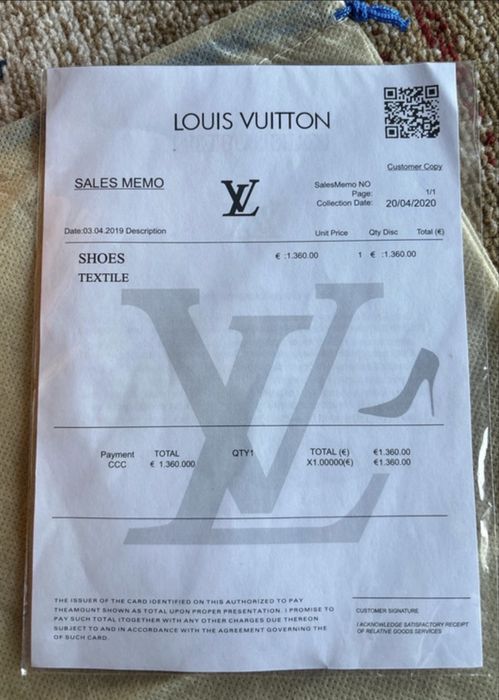 LOUIS VUITTON
Customer Copy
SALES MEMO
LV
SalesMemo NO
Page: 1/1
Collection Date: 20/04/2020
Date:03.04.2019 Description Unit Price Qty Disc Total (€)
SHOES € :1.360.00 1 € :1.360.00
TEXTILE
LV
Payment TOTAL QTY1 TOTAL (€) €1.360.00
CCC € 1.360.000 X1.00000(€) €1.360.00
THE ISSUER OF THE CARD IDENTIFIED ON THIS AUTHORIZED TO PAY
THEAMOUNT SHOWN AS TOTAL UPON PROPER PRESENTATION. I PROMISE TO
PAY SUCH TOTAL (TOGETHER WITH ANY OTHER CHARGES DUE THEREON
SUBJECT TO AND IN ACCORDANCE WITH THE AGREEMENT GOVERNING THE
OF SUCH CARD.
CUSTOMER SIGNATURE
I ACKNOWLEDGE SATISFACTORY RECEIPT
OF RELATIVE GOODS SERVICES